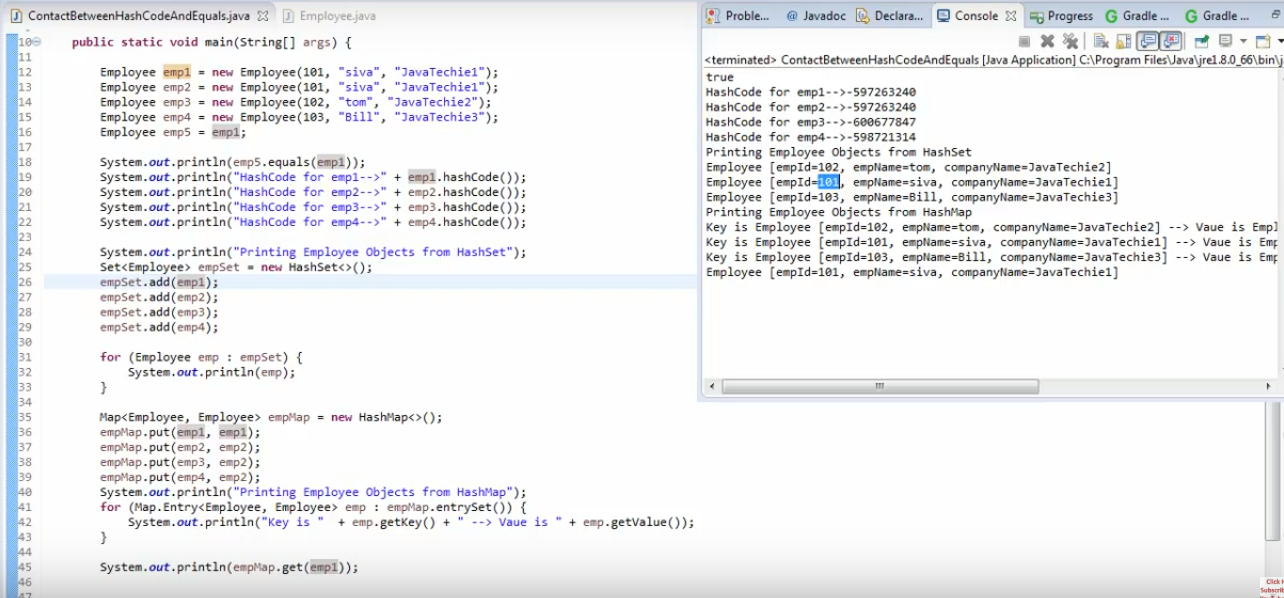 ContactBetweenHashCodeAndEquals.java Employee.java
10 public static void main(String[] args) {
11
12 Employee emp1 = new Employee(101, "siva", "JavaTechie1");
13 Employee emp2 = new Employee(101, "siva", "JavaTechie1");
14 Employee emp3 = new Employee(102, "tom", "JavaTechie2");
15 Employee emp4 = new Employee(103, "Bill", "JavaTechie3");
16 Employee emp5 = emp1;
17
18 System.out.println(emp5.equals(emp1));
19 System.out.println("HashCode for emp1-->" + emp1.hashCode());
20 System.out.println("HashCode for emp2-->" + emp2.hashCode());
21 System.out.println("HashCode for emp3-->" + emp3.hashCode());
22 System.out.println("HashCode for emp4-->" + emp4.hashCode());
23
24 System.out.println("Printing Employee Objects from HashSet");
25 Set<Employee> empSet = new HashSet<>();
26 empSet.add(emp1);
27 empSet.add(emp2);
28 empSet.add(emp3);
29 empSet.add(emp4);
30
31 for (Employee emp : empSet) {
32 System.out.println(emp);
33 }
34
35 Map<Employee, Employee> empMap = new HashMap<>();
36 empMap.put(emp1, emp1);
37 empMap.put(emp2, emp2);
38 empMap.put(emp3, emp2);
39 empMap.put(emp4, emp2);
40 System.out.println("Printing Employee Objects from HashMap");
41 for (Map.Entry<Employee, Employee> emp : empMap.entrySet()) {
42 System.out.println("Key is " + emp.getKey() + " --> Vaue is " + emp.getValue());
43 }
44
45 System.out.println(empMap.get(emp1));
46
47
Proble... Javadoc Declara... Console Progress Gradle ... Gradle ...
<terminated> ContactBetweenHashCodeAndEquals [Java Application] C:\Program Files\Java\jre1.8.0_66\bin\j
true
HashCode for emp1-->-597263240
HashCode for emp2-->-597263240
HashCode for emp3-->-600677847
HashCode for emp4-->-598721314
Printing Employee Objects from HashSet
Employee [empId=102, empName=tom, companyName=JavaTechie2]
Employee [empId=101, empName=siva, companyName=JavaTechie1]
Employee [empId=103, empName=Bill, companyName=JavaTechie3]
Printing Employee Objects from HashMap
Key is Employee [empId=102, empName=tom, companyName=JavaTechie2] --> Vaue is Empl
Key is Employee [empId=101, empName=siva, companyName=JavaTechie1] --> Vaue is Emp
Key is Employee [empId=103, empName=Bill, companyName=JavaTechie3] --> Vaue is Emp
Employee [empId=101, empName=siva, companyName=JavaTechie1]
Click H
Subscrib